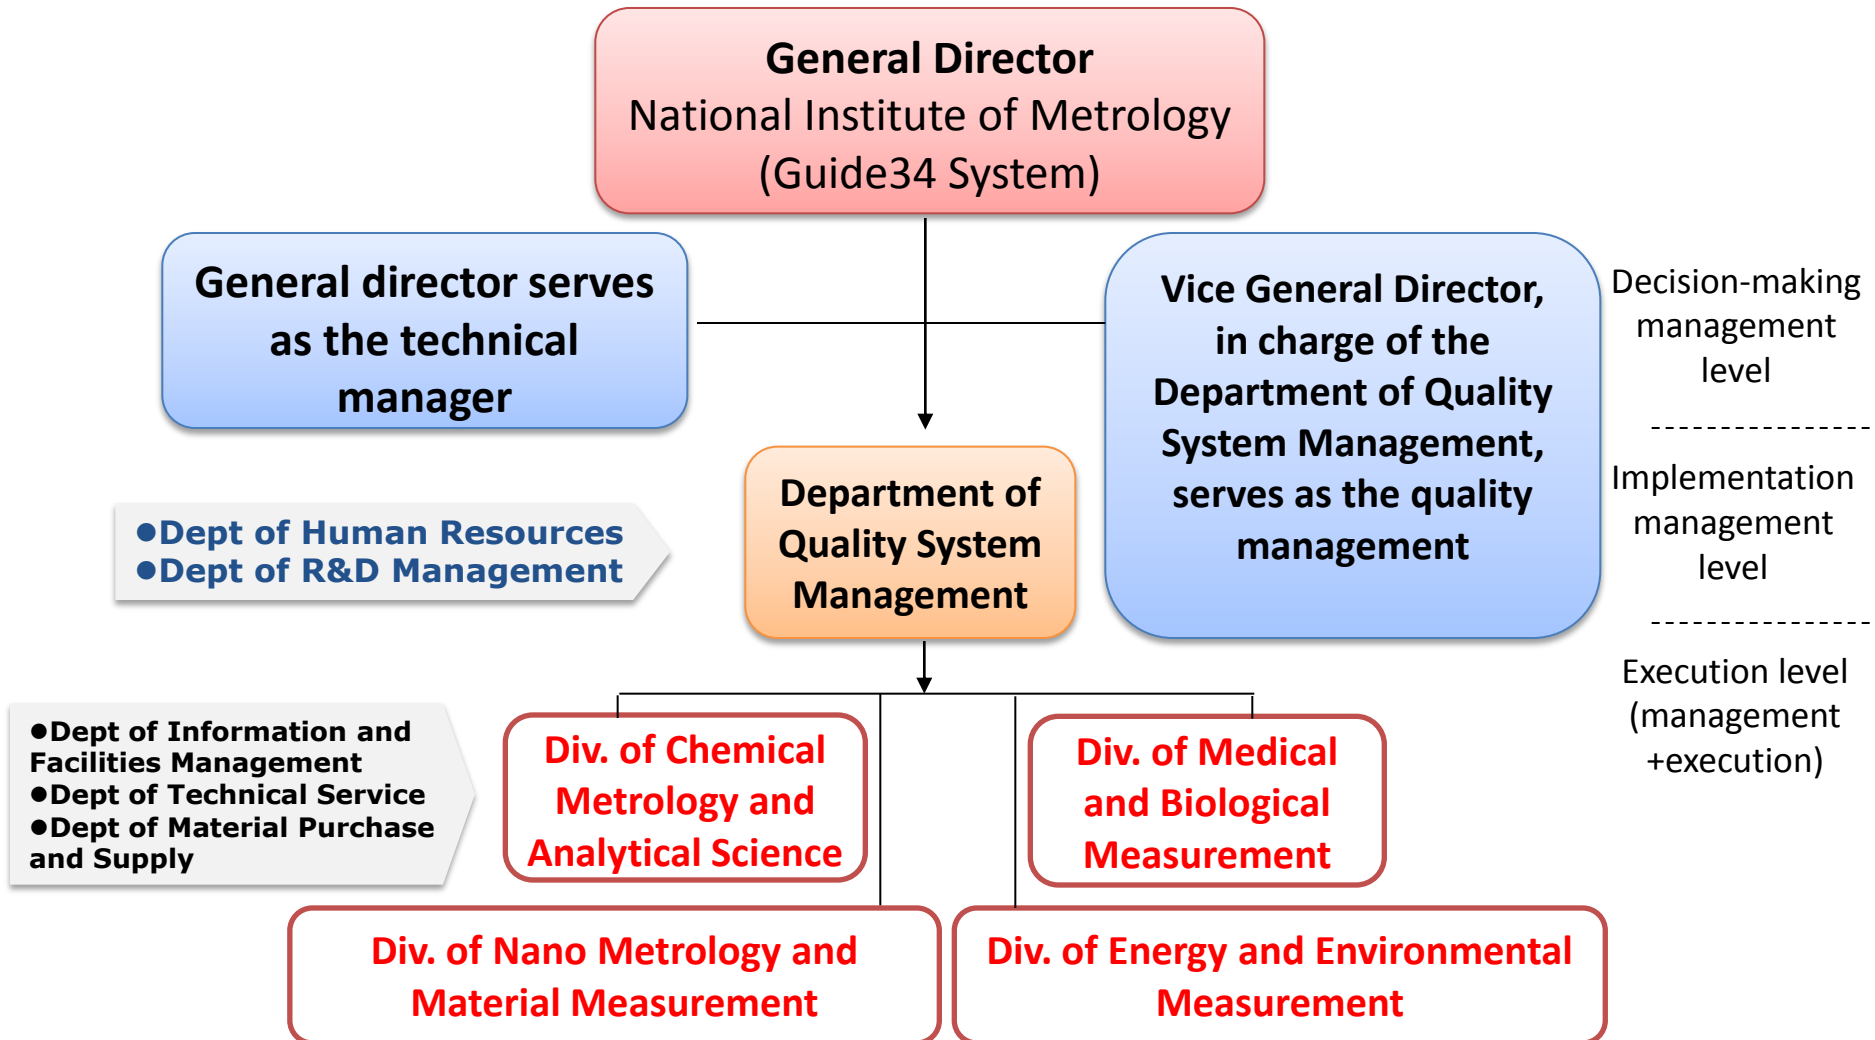 General Director
National Institute of Metrology
(Guide34 System)
General director serves
as the technical
manager
Vice General Director,
in charge of the
Department of Quality
System Management,
serves as the quality
management
Decision-making
management
level
Department of
Quality System
Management
●Dept of Human Resources
●Dept of R&D Management
Implementation
management
level
Execution level
(management
+execution)
●Dept of Information and
Facilities Management
●Dept of Technical Service
●Dept of Material Purchase
and Supply
Div. of Chemical
Metrology and
Analytical Science
Div. of Medical
and Biological
Measurement
Div. of Nano Metrology and
Material Measurement
Div. of Energy and Environmental
Measurement